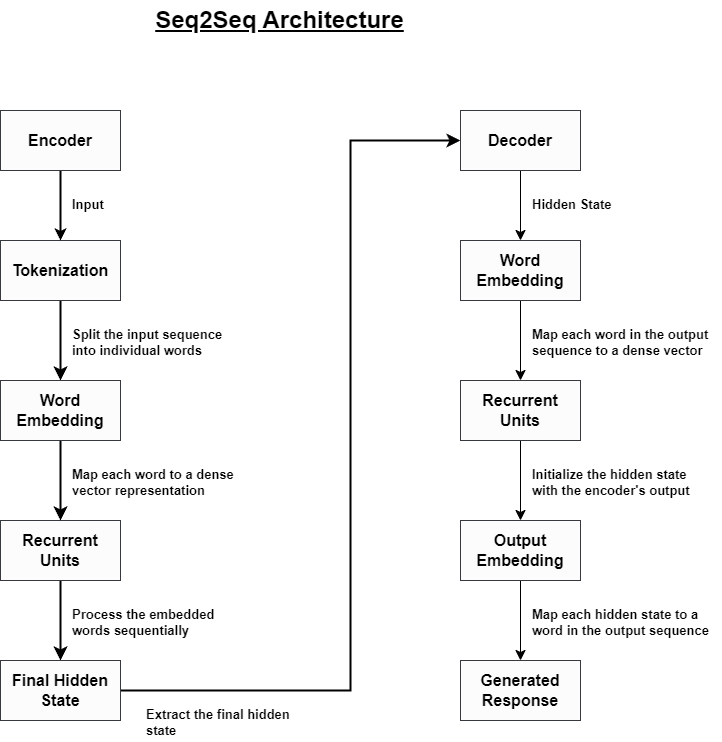 Seq2Seq Architecture
Encoder
Input
Tokenization
Split the input sequence
into individual words
Word
Embedding
Map each word to a dense
vector representation
Recurrent
Units
Process the embedded
words sequentially
Final Hidden
State
Extract the final hidden
state
Decoder
Hidden State
Word
Embedding
Map each word in the output
sequence to a dense vector
Recurrent
Units
Initialize the hidden state
with the encoder's output
Output
Embedding
Map each hidden state to a
word in the output sequence
Generated
Response